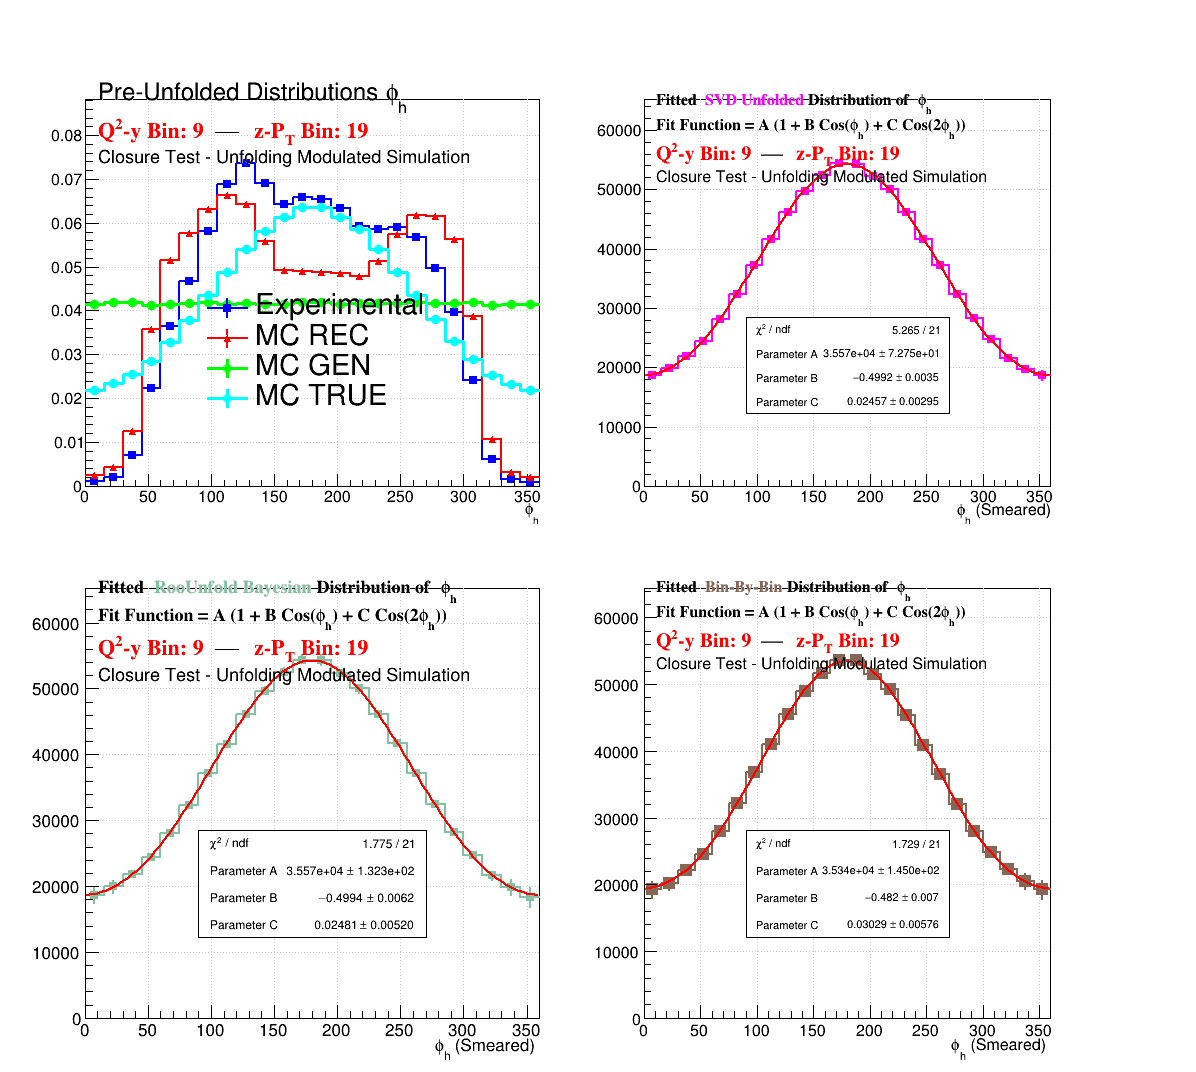 Pre-Unfolded Distributions ϕh
Q2-y Bin: 9 — z-PT Bin: 19
Closure Test - Unfolding Modulated Simulation
0.08
0.07
0.06
0.05
0.04
0.03
0.02
0.01
0
Experimental
MC REC
MC GEN
MC TRUE
0 50 100 150 200 250 300 350
ϕh
Fitted SVD Unfolded Distribution of ϕh
Fit Function = A (1 + B Cos(ϕh) + C Cos(2ϕh))
Q2-y Bin: 9 — z-PT Bin: 19
Closure Test - Unfolding Modulated Simulation
60000
50000
40000
30000
20000
10000
0
χ2 / ndf 5.265 / 21
Parameter A 3.557e+04 ± 7.275e+01
Parameter B −0.4992 ± 0.0035
Parameter C 0.02457 ± 0.00295
0 50 100 150 200 250 300 350
ϕh (Smeared)
Fitted RooUnfold Bayesian Distribution of ϕh
Fit Function = A (1 + B Cos(ϕh) + C Cos(2ϕh))
Q2-y Bin: 9 — z-PT Bin: 19
Closure Test - Unfolding Modulated Simulation
60000
50000
40000
30000
20000
10000
0
χ2 / ndf 1.775 / 21
Parameter A 3.557e+04 ± 1.323e+02
Parameter B −0.4994 ± 0.0062
Parameter C 0.02481 ± 0.00520
0 50 100 150 200 250 300 350
ϕh (Smeared)
Fitted Bin-By-Bin Distribution of ϕh
Fit Function = A (1 + B Cos(ϕh) + C Cos(2ϕh))
Q2-y Bin: 9 — z-PT Bin: 19
Closure Test - Unfolding Modulated Simulation
60000
50000
40000
30000
20000
10000
0
χ2 / ndf 1.729 / 21
Parameter A 3.534e+04 ± 1.450e+02
Parameter B −0.482 ± 0.007
Parameter C 0.03029 ± 0.00576
0 50 100 150 200 250 300 350
ϕh (Smeared)